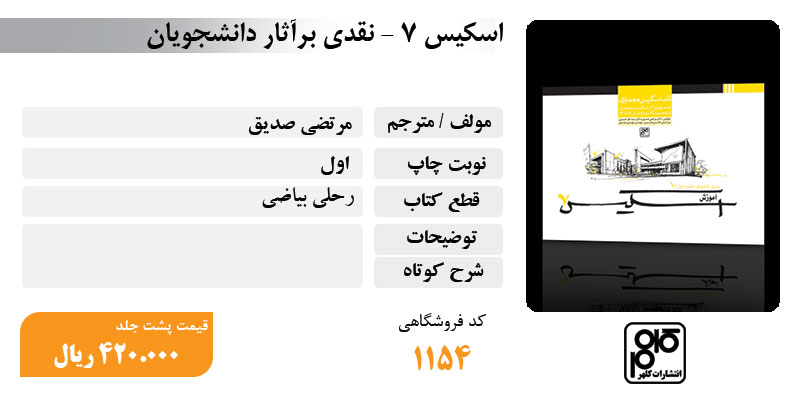 اسکیس ۷ - نقدی برآثار دانشجویان
مولف / مترجم
مرتضی صدیق
نوبت چاپ
اول
قطع کتاب
رحلی بیاضی
توضیحات
شرح کوتاه
کد فروشگاهی
۱۱۵۴
قیمت پشت جلد
۴۲۰.۰۰۰ ریال
آموزش
اسکیس
۷
انتشارات کلهر